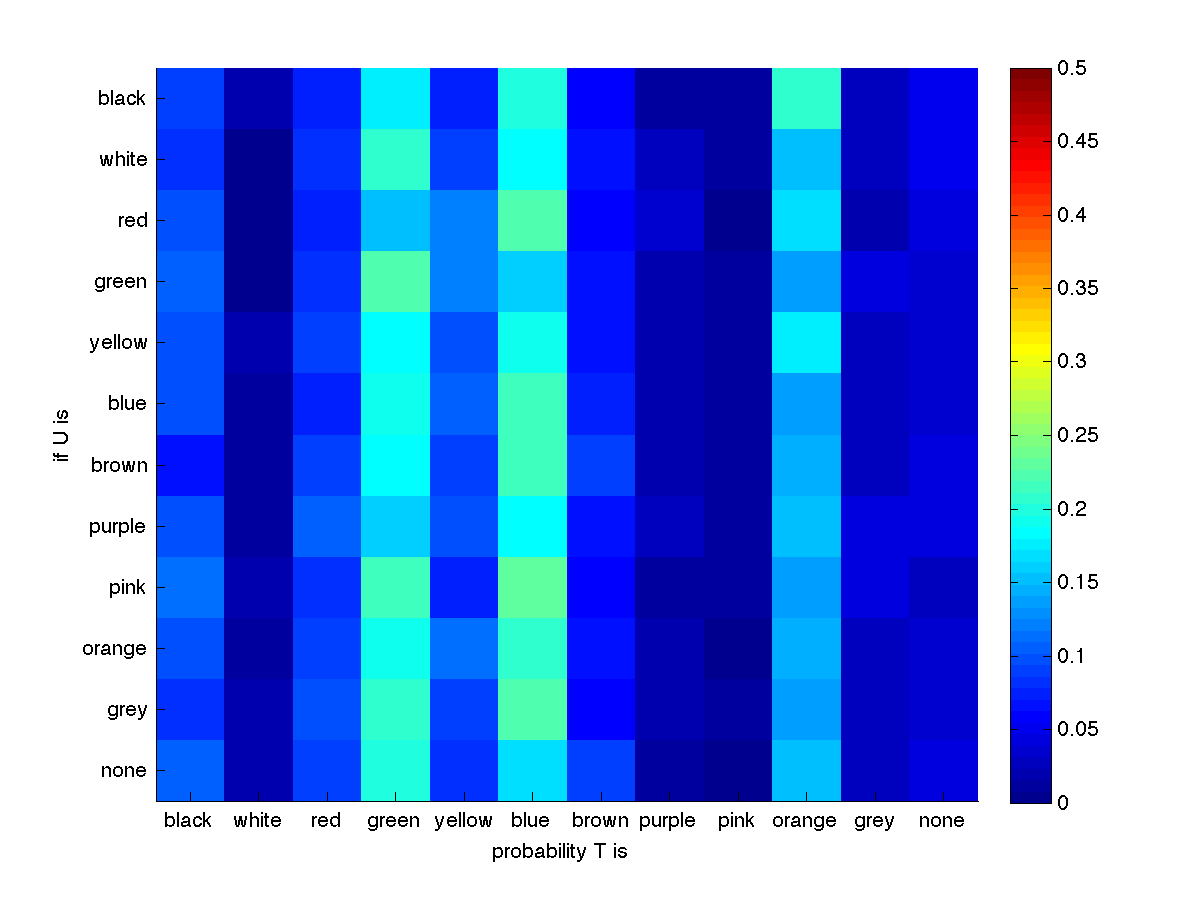 black
white
red
green
yellow
blue
brown
purple
pink
orange
grey
none
if U is
black white red green yellow blue brown purple pink orange grey none
probability T is
0.5
0.45
0.4
0.35
0.3
0.25
0.2
0.15
0.1
0.05
0